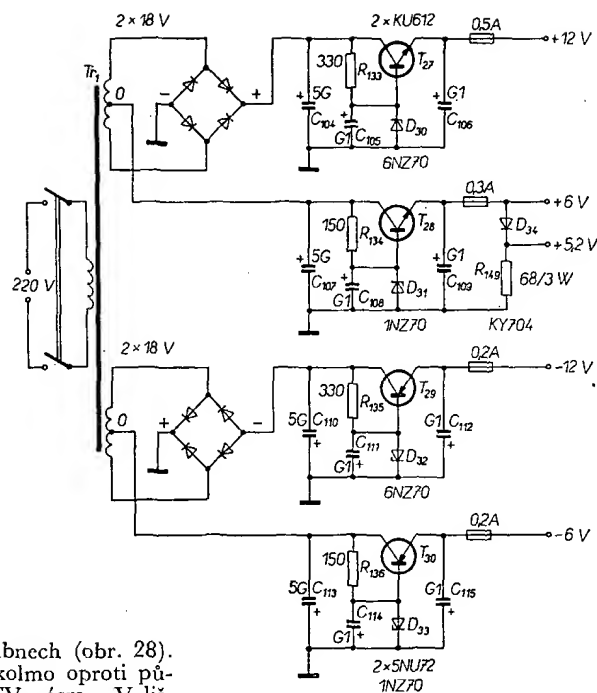 2 × 18 V
2×KU612
Tr1
0
−
+
330
R133
T27
0,5A
+12 V
+
5G
C104
+
G1
C105
D30
+
G1
C106
6NZ70
150
R134
T28
0,3A
+6 V
D34
+5,2 V
+
5G
C107
+
G1
C108
D31
+
G1
C109
R149
68/3 W
1NZ70
KY704
220 V
2 × 18 V
0
+
−
330
R135
T29
0,2A
−12 V
5G
C110
+
C111
G1
+
D32
G1
C112
+
6NZ70
150
R136
T30
0,2A
−6 V
5G
C113
+
C114
G1
+
D33
G1
C115
+
2×5NU72
1NZ70
bnech (obr. 28).
kolmo oproti pů-